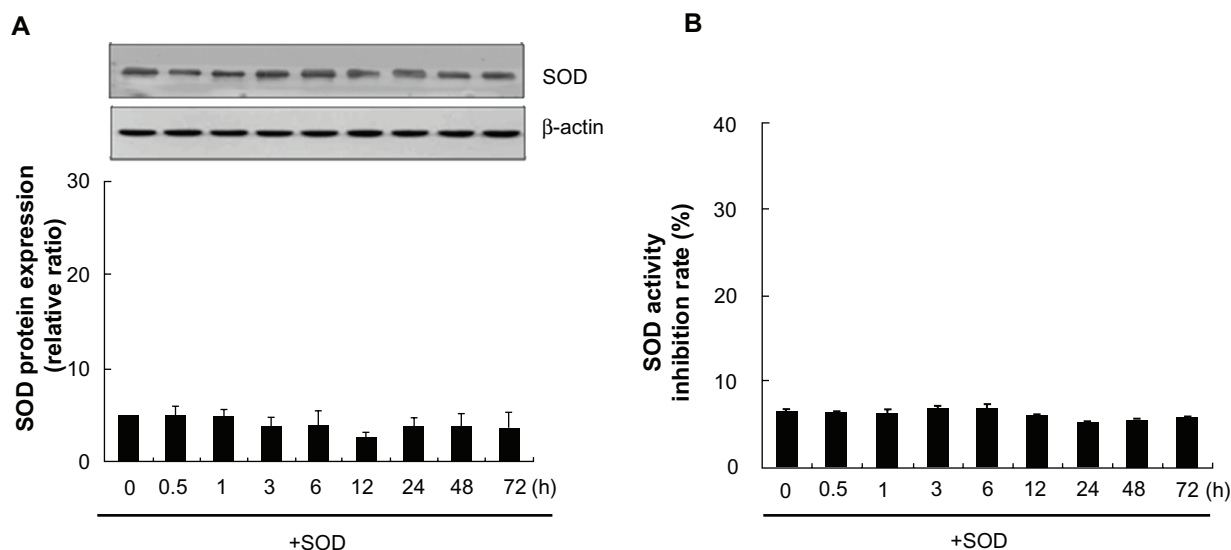 A
SOD
β-actin
SOD protein expression
(relative ratio)
30
20
10
0
0 0.5 1 3 6 12 24 48 72 (h)
+SOD
B
SOD activity
inhibition rate (%)
40
30
20
10
0
0 0.5 1 3 6 12 24 48 72 (h)
+SOD